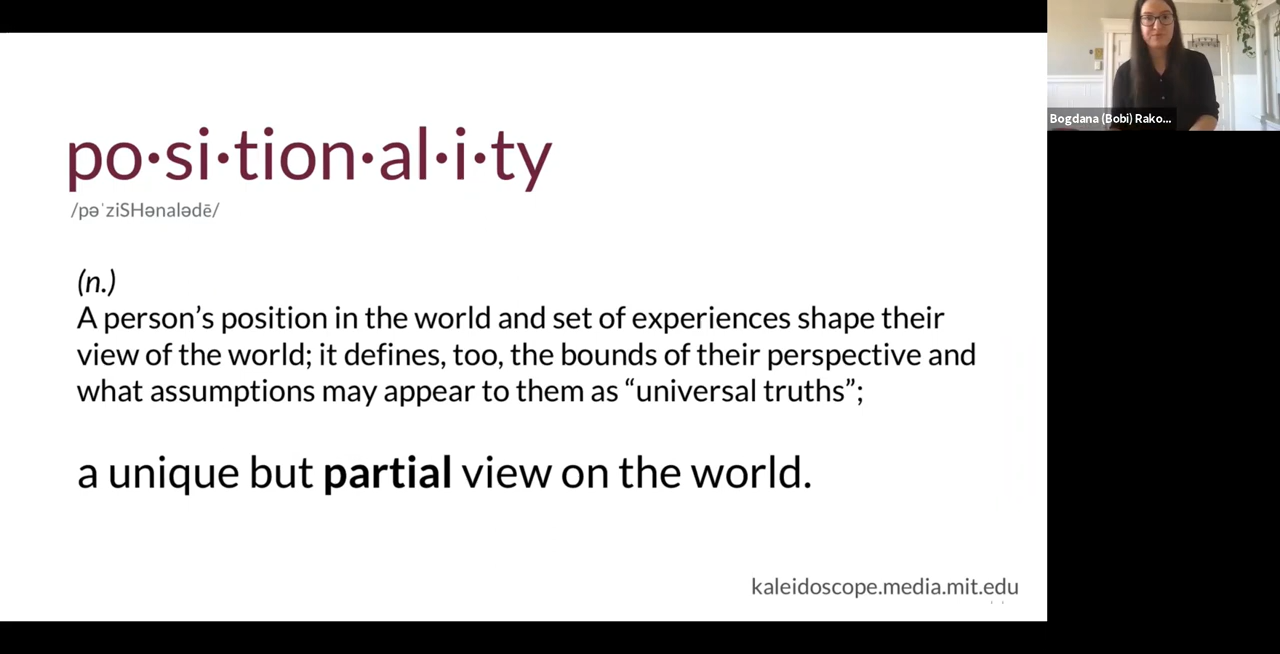 po·si·tion·al·i·ty
/pəˈziSHənalədē/
(n.)
A person’s position in the world and set of experiences shape their
view of the world; it defines, too, the bounds of their perspective and
what assumptions may appear to them as “universal truths”;
a unique but partial view on the world.
kaleidoscope.media.mit.edu
Bogdana (Bobi) Rako...